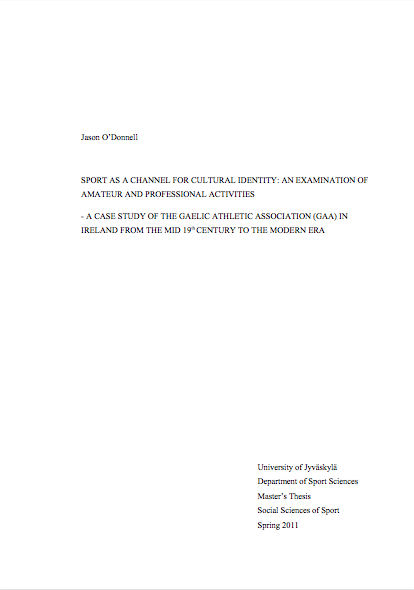 Jason O’Donnell
SPORT AS A CHANNEL FOR CULTURAL IDENTITY: AN EXAMINATION OF
AMATEUR AND PROFESSIONAL ACTIVITIES
- A CASE STUDY OF THE GAELIC ATHLETIC ASSOCIATION (GAA) IN
IRELAND FROM THE MID 19th CENTURY TO THE MODERN ERA
University of Jyväskylä
Department of Sport Sciences
Master’s Thesis
Social Sciences of Sport
Spring 2011